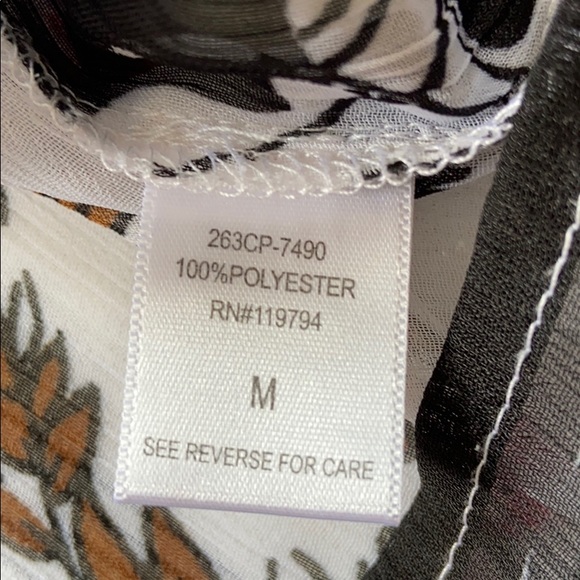 263CP-7490
100%POLYESTER
RN#119794
M
SEE REVERSE FOR CARE